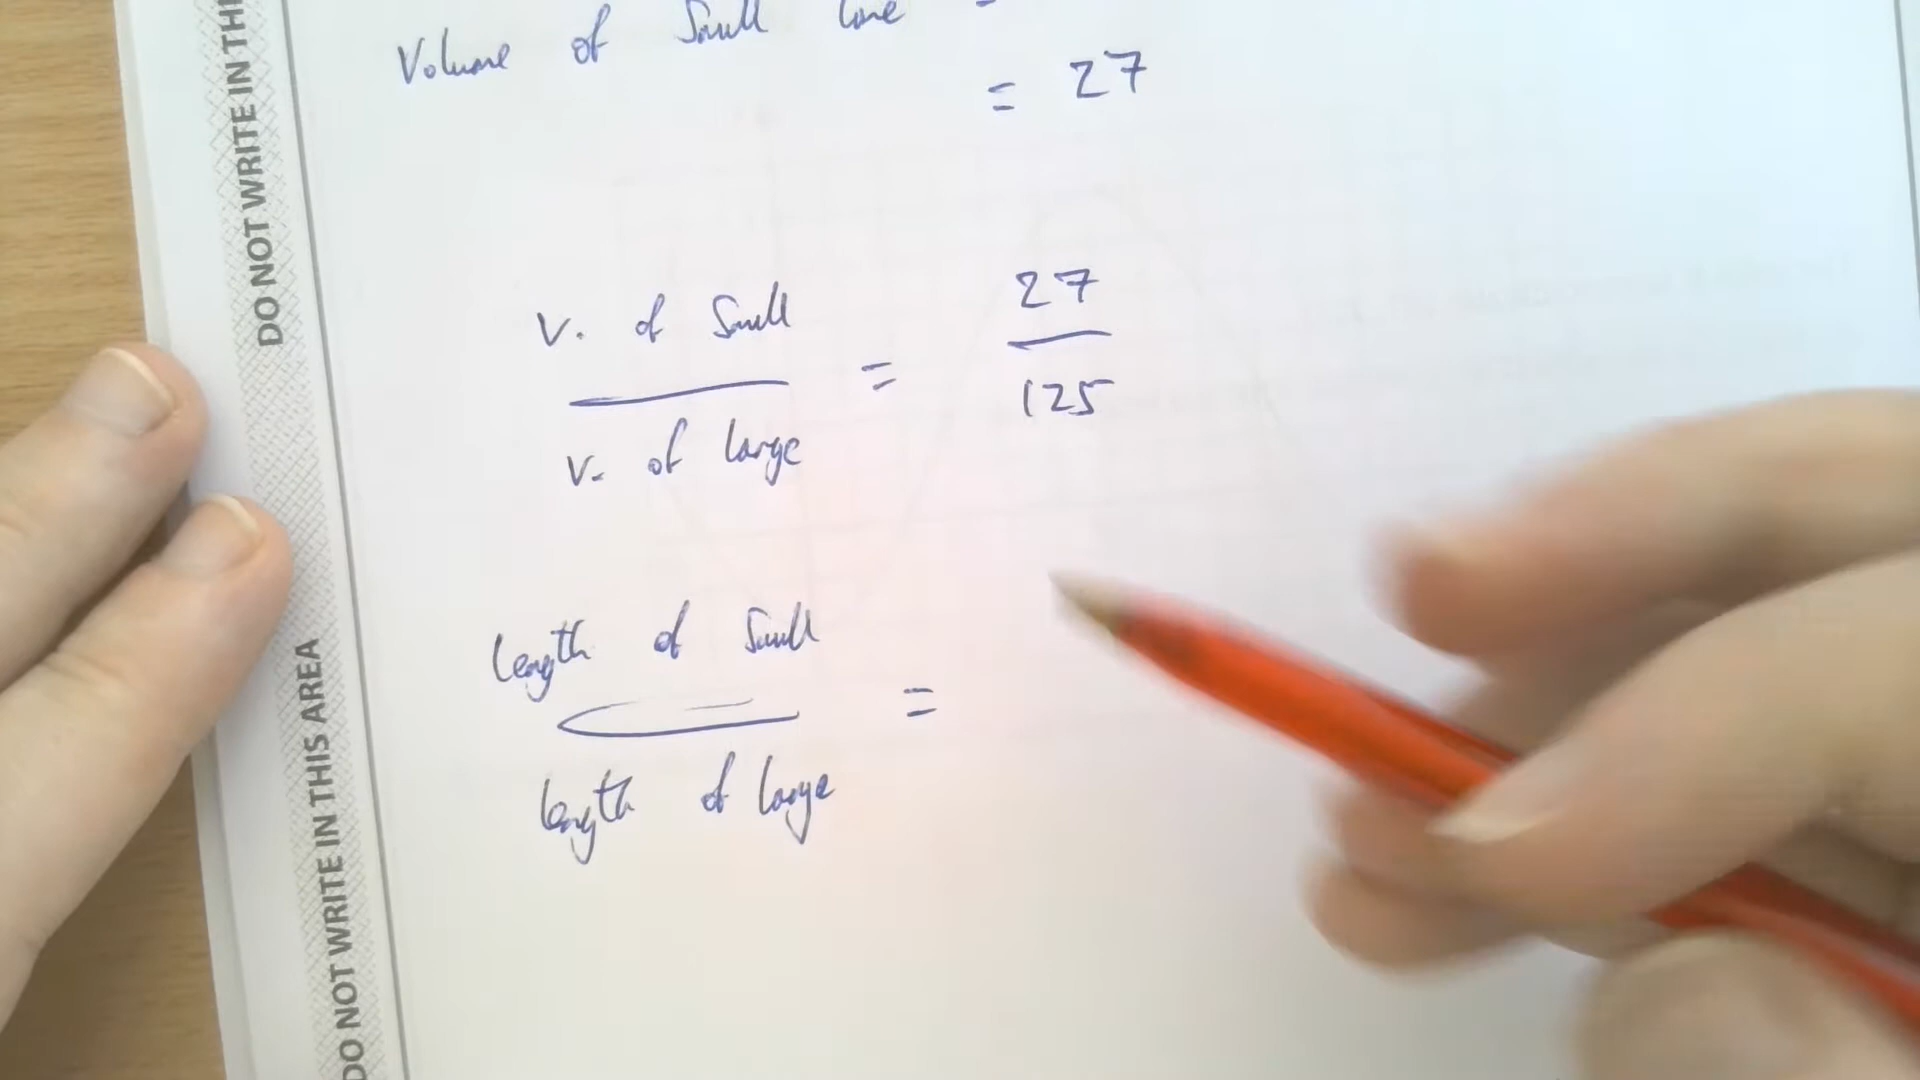 Volume of Small Cone =
= 27
V. of Small
=
27
125
V. of large
length of Small
=
length of large
DO NOT WRITE IN TH
DO NOT WRITE IN THIS AREA